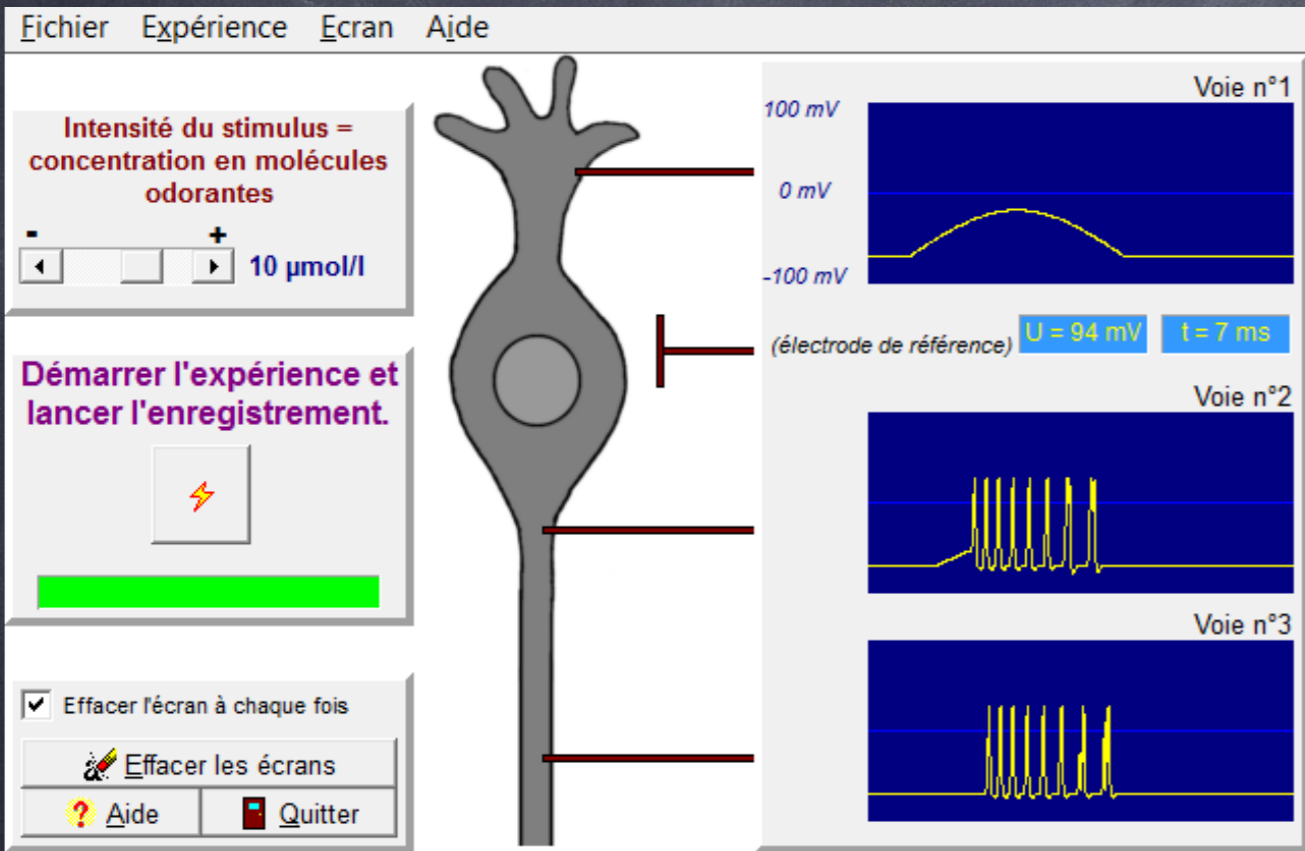 Fichier Expérience Ecran Aide
Intensité du stimulus =
concentration en molécules
odorantes
- +
10 µmol/l
Démarrer l'expérience et
lancer l'enregistrement.
Effacer l'écran à chaque fois
Effacer les écrans
? Aide
Quitter
Voie n°1
100 mV
0 mV
-100 mV
(électrode de référence)
U = 94 mV
t = 7 ms
Voie n°2
Voie n°3